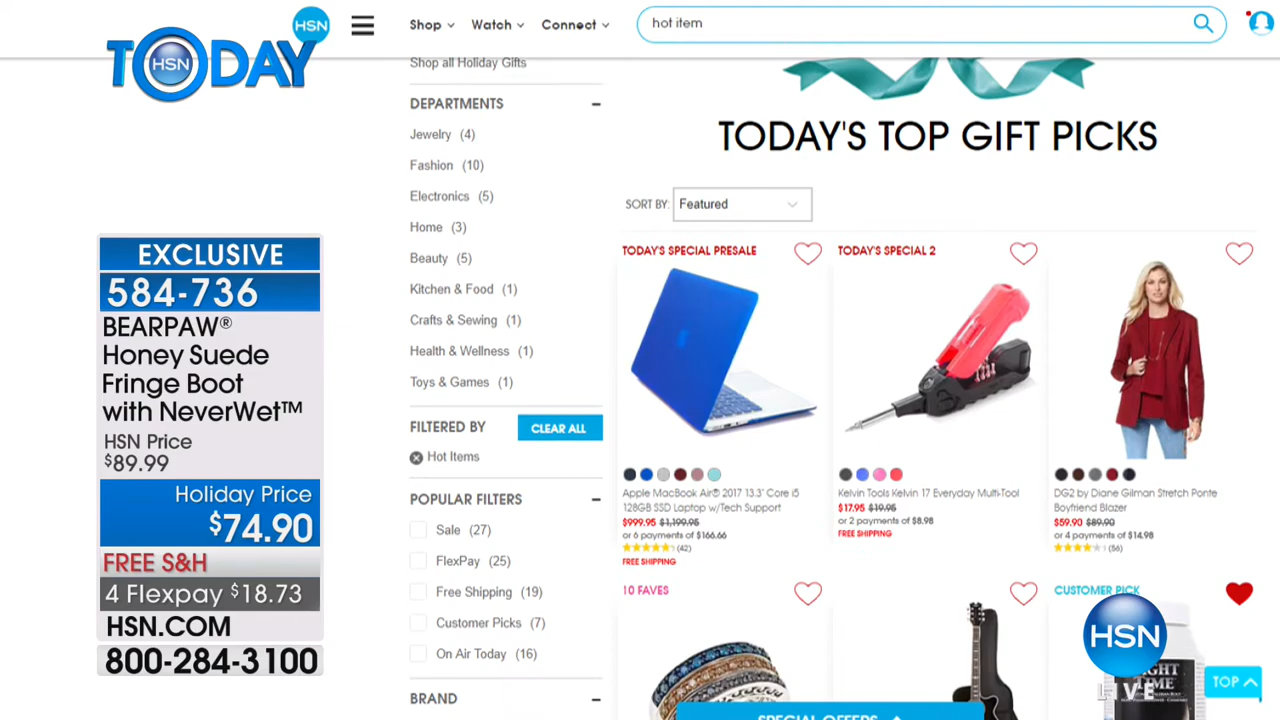 TODAY
HSN
HSN
Shop
Watch
Connect
hot item
EXCLUSIVE
584-736
BEARPAW®
Honey Suede
Fringe Boot
with NeverWet™
HSN Price
$89.99
Holiday Price
$74.90
FREE S&H
4 Flexpay $18.73
HSN.COM
800-284-3100
Shop all Holiday Gifts
DEPARTMENTS –
Jewelry (4)
Fashion (10)
Electronics (5)
Home (3)
Beauty (5)
Kitchen & Food (1)
Crafts & Sewing (1)
Health & Wellness (1)
Toys & Games (1)
FILTERED BY
CLEAR ALL
Hot Items
POPULAR FILTERS –
Sale (27)
FlexPay (25)
Free Shipping (19)
Customer Picks (7)
On Air Today (16)
BRAND –
TODAY'S TOP GIFT PICKS
SORT BY: Featured
TODAY'S SPECIAL PRESALE
Apple MacBook Air® 2017 13.3" Core i5
128GB SSD Laptop w/Tech Support
$999.95 $1,199.95
or 6 payments of $166.66
(42)
FREE SHIPPING
TODAY'S SPECIAL 2
Kelvin Tools Kelvin 17 Everyday Multi-Tool
$17.95 $19.95
or 2 payments of $8.98
FREE SHIPPING
DG2 by Diane Gilman Stretch Ponte
Boyfriend Blazer
$59.90 $89.90
or 4 payments of $14.98
(56)
10 FAVES
CUSTOMER PICK
HSN
LIVE
TIME
TOP
SPECIAL OFFERS